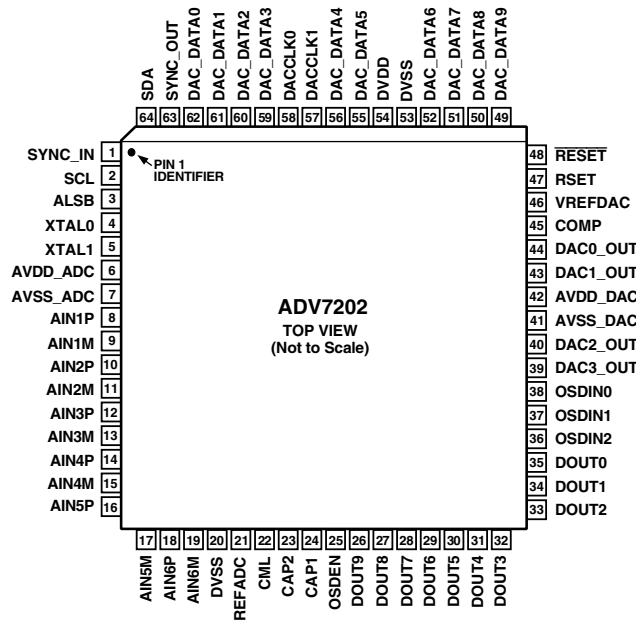 SDA
SYNC_OUT
DAC_DATA0
DAC_DATA1
DAC_DATA2
DAC_DATA3
DACCLK0
DACCLK1
DAC_DATA4
DAC_DATA5
DVDD
DVSS
DAC_DATA6
DAC_DATA7
DAC_DATA8
DAC_DATA9
64 63 62 61 60 59 58 57 56 55 54 53 52 51 50 49
SYNC_IN 1
SCL 2
ALSB 3
XTAL0 4
XTAL1 5
AVDD_ADC 6
AVSS_ADC 7
AIN1P 8
AIN1M 9
AIN2P 10
AIN2M 11
AIN3P 12
AIN3M 13
AIN4P 14
AIN4M 15
AIN5P 16
PIN 1
IDENTIFIER
ADV7202
TOP VIEW
(Not to Scale)
48 RESET
47 RSET
46 VREFDAC
45 COMP
44 DAC0_OUT
43 DAC1_OUT
42 AVDD_DAC
41 AVSS_DAC
40 DAC2_OUT
39 DAC3_OUT
38 OSDIN0
37 OSDIN1
36 OSDIN2
35 DOUT0
34 DOUT1
33 DOUT2
17 18 19 20 21 22 23 24 25 26 27 28 29 30 31 32
AIN5M
AIN6P
AIN6M
DVSS
REFADC
CML
CAP2
CAP1
OSDEN
DOUT9
DOUT8
DOUT7
DOUT6
DOUT5
DOUT4
DOUT3